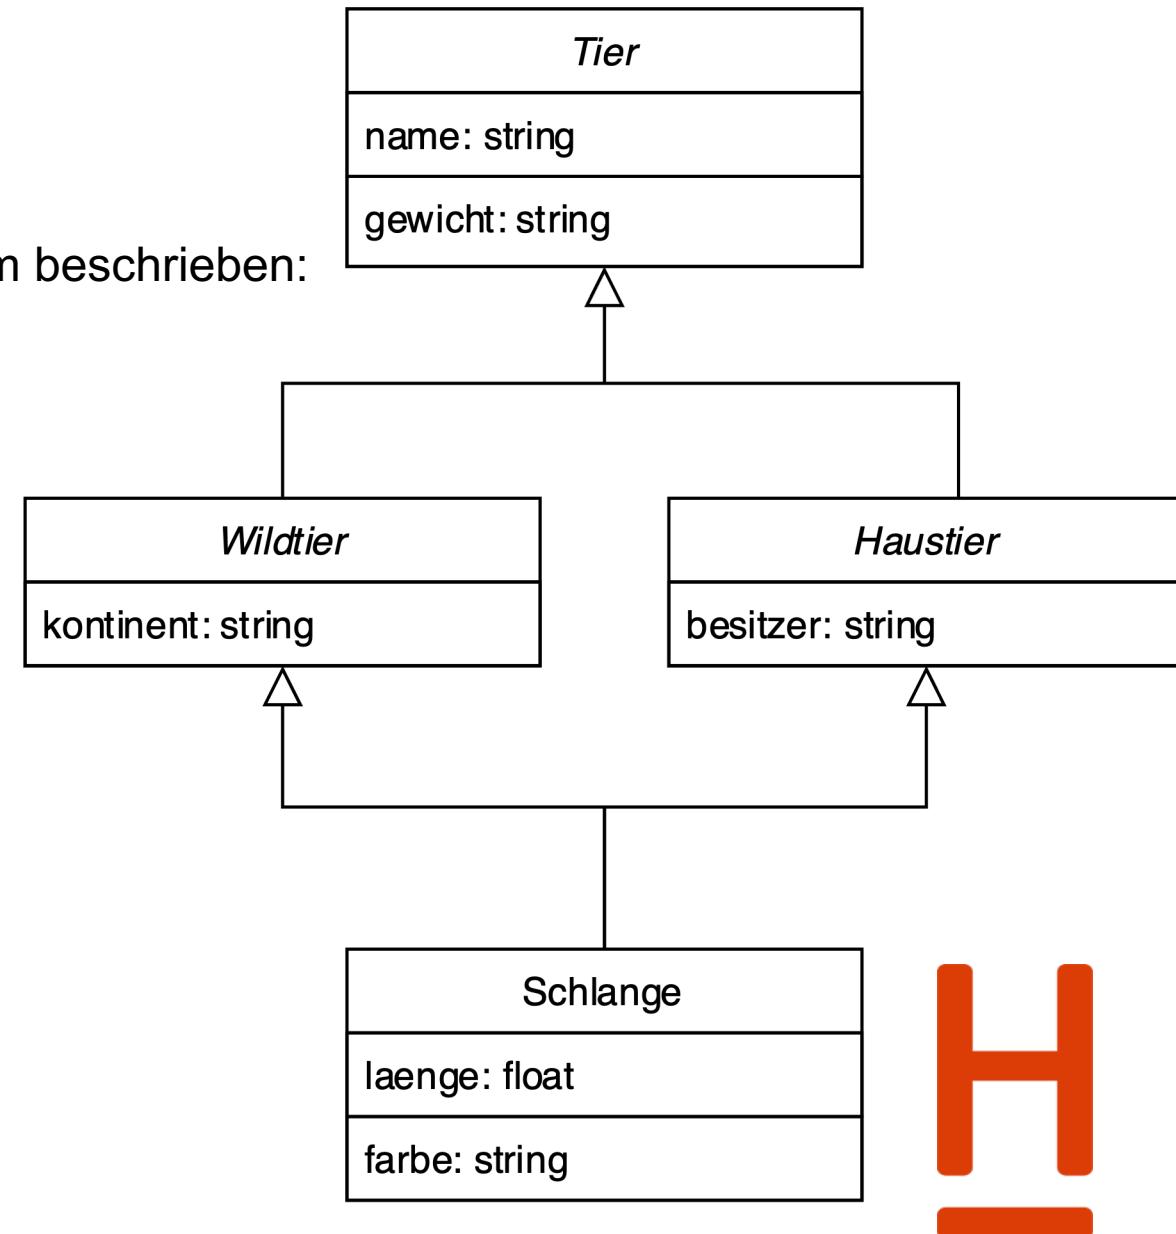 Tier
name: string
gewicht: string
beschrieben:
Wildtier
Haustier
kontinent: string
besitzer: string
Schlange
laenge: float
farbe: string
H